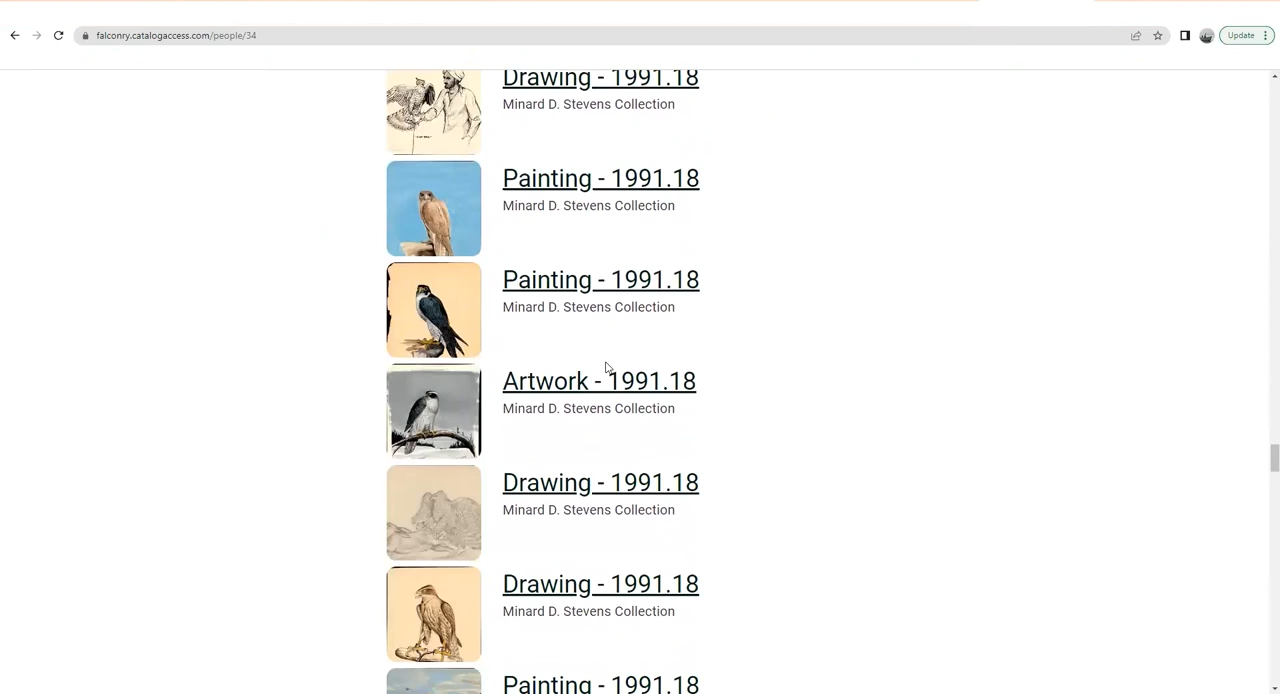 falconry.catalogaccess.com/people/34
Update
Drawing - 1991.18
Minard D. Stevens Collection
Painting - 1991.18
Minard D. Stevens Collection
Painting - 1991.18
Minard D. Stevens Collection
Artwork - 1991.18
Minard D. Stevens Collection
Drawing - 1991.18
Minard D. Stevens Collection
Drawing - 1991.18
Minard D. Stevens Collection
Painting - 1991.18